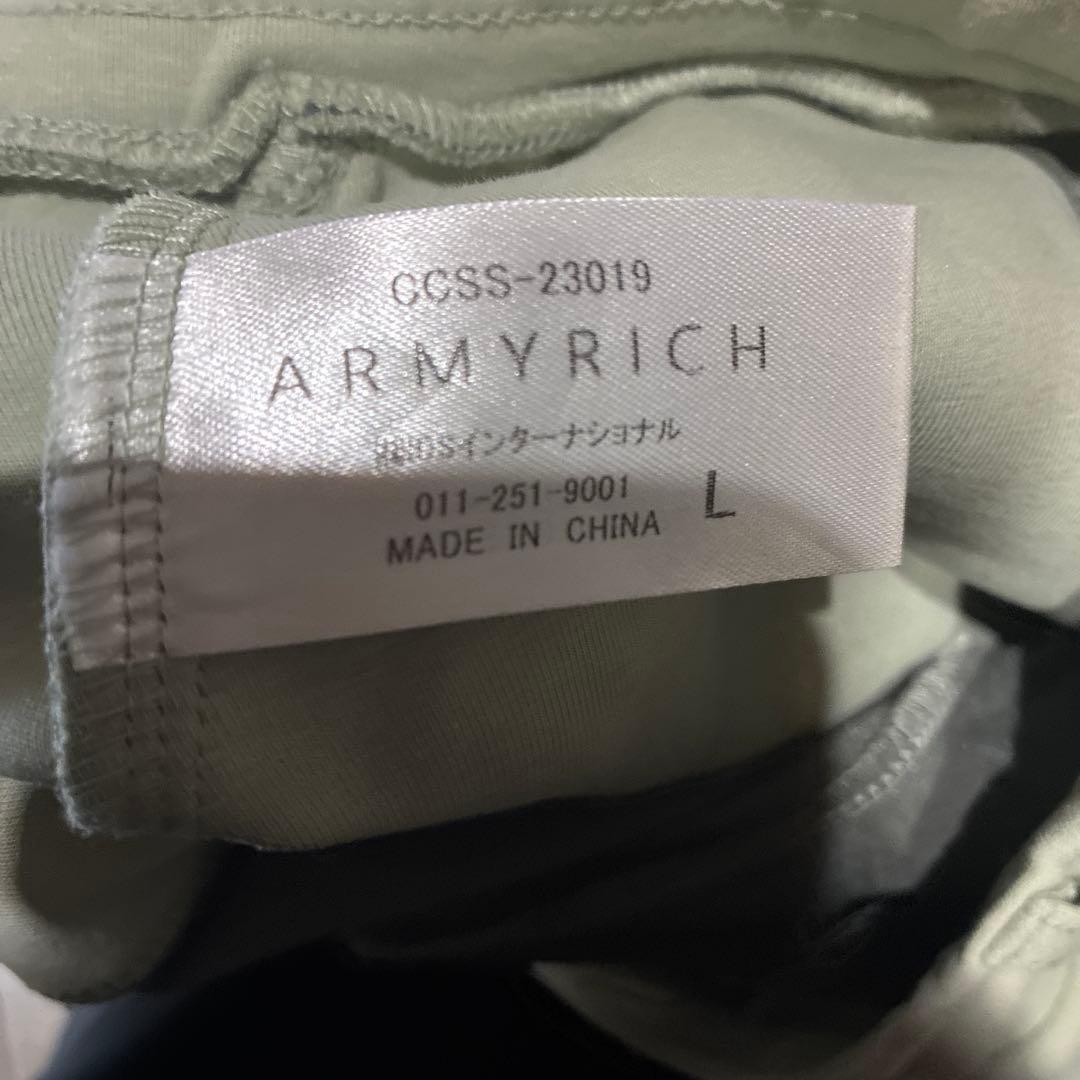 CCSS-23019
ARMYRICH
OSインターナショナル
011-251-9001
L
MADE IN CHINA